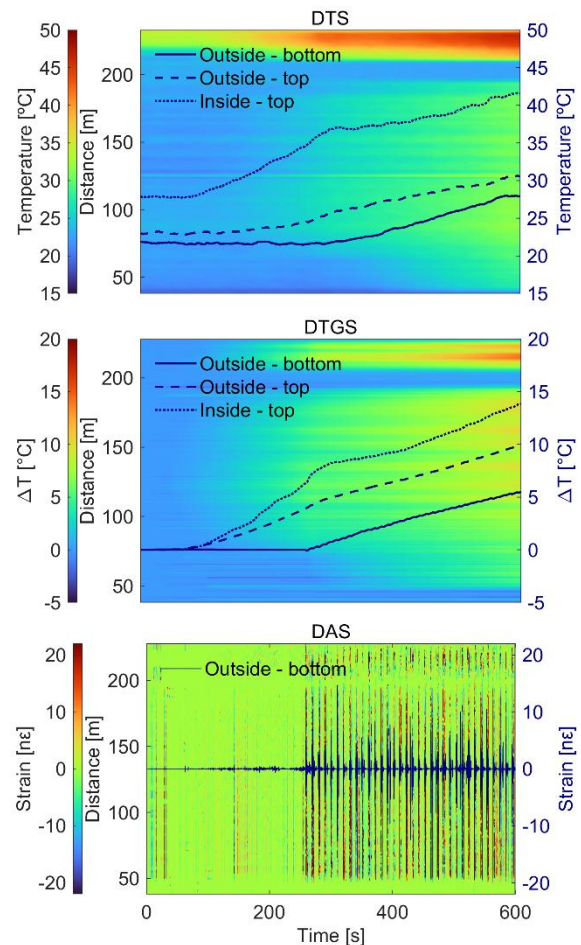 DTS
Outside - bottom
Outside - top
Inside - top
Temperature [ºC]
50
45
40
35
30
25
20
15
Distance [m]
200
150
100
50
50
45
40
35
30
25
20
15
Temperature [ºC]
DTGS
Outside - bottom
Outside - top
Inside - top
ΔT [°C]
20
15
10
5
0
-5
Distance [m]
200
150
100
50
20
15
10
5
0
-5
ΔT [°C]
DAS
Outside - bottom
Strain [nε]
20
10
0
-10
-20
Distance [m]
200
150
100
50
20
10
0
-10
-20
Strain [nε]
0 200 400 600
Time [s]